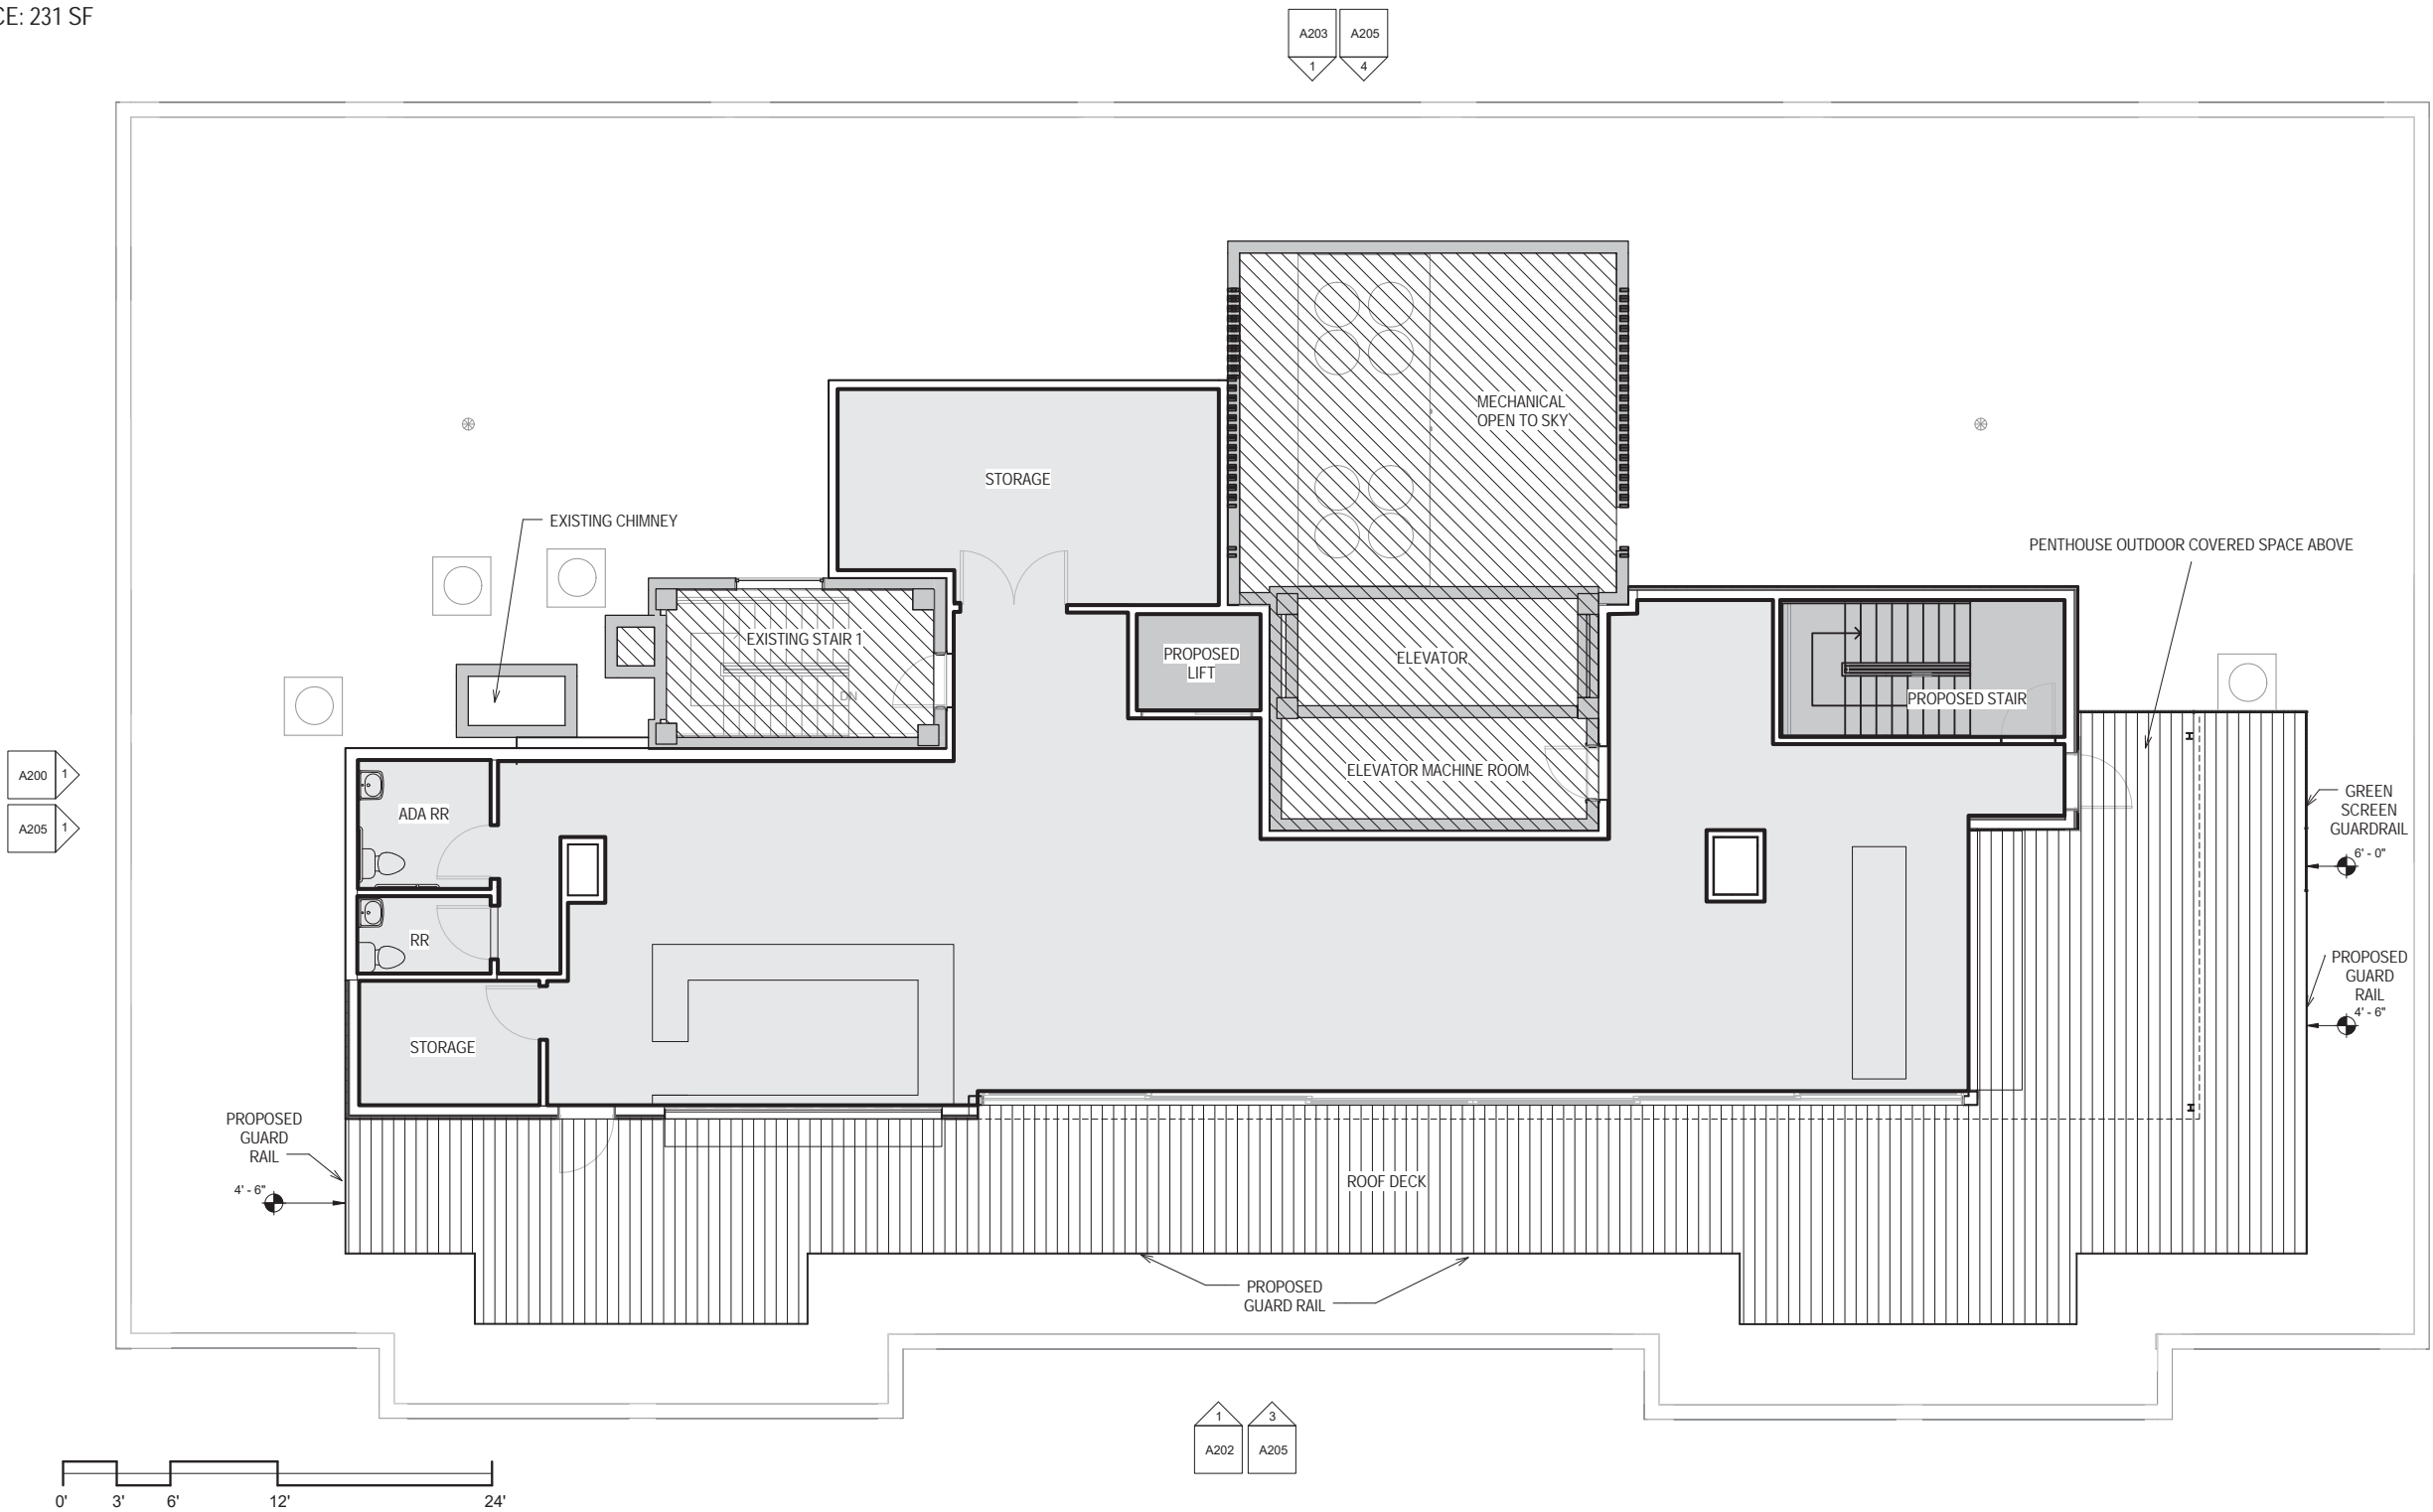 CE: 231 SF
A203 A205
1 4
MECHANICAL
OPEN TO SKY
STORAGE
EXISTING CHIMNEY
PENTHOUSE OUTDOOR COVERED SPACE ABOVE
EXISTING STAIR 1
DN
PROPOSED
LIFT
ELEVATOR
PROPOSED STAIR
ELEVATOR MACHINE ROOM
A200 1
A205 1
ADA RR
GREEN
SCREEN
GUARDRAIL
6' - 0"
RR
PROPOSED
GUARD
RAIL
4' - 6"
STORAGE
PROPOSED
GUARD
RAIL
4' - 6"
ROOF DECK
PROPOSED
GUARD RAIL
1 3
A202 A205
0' 3' 6' 12' 24'